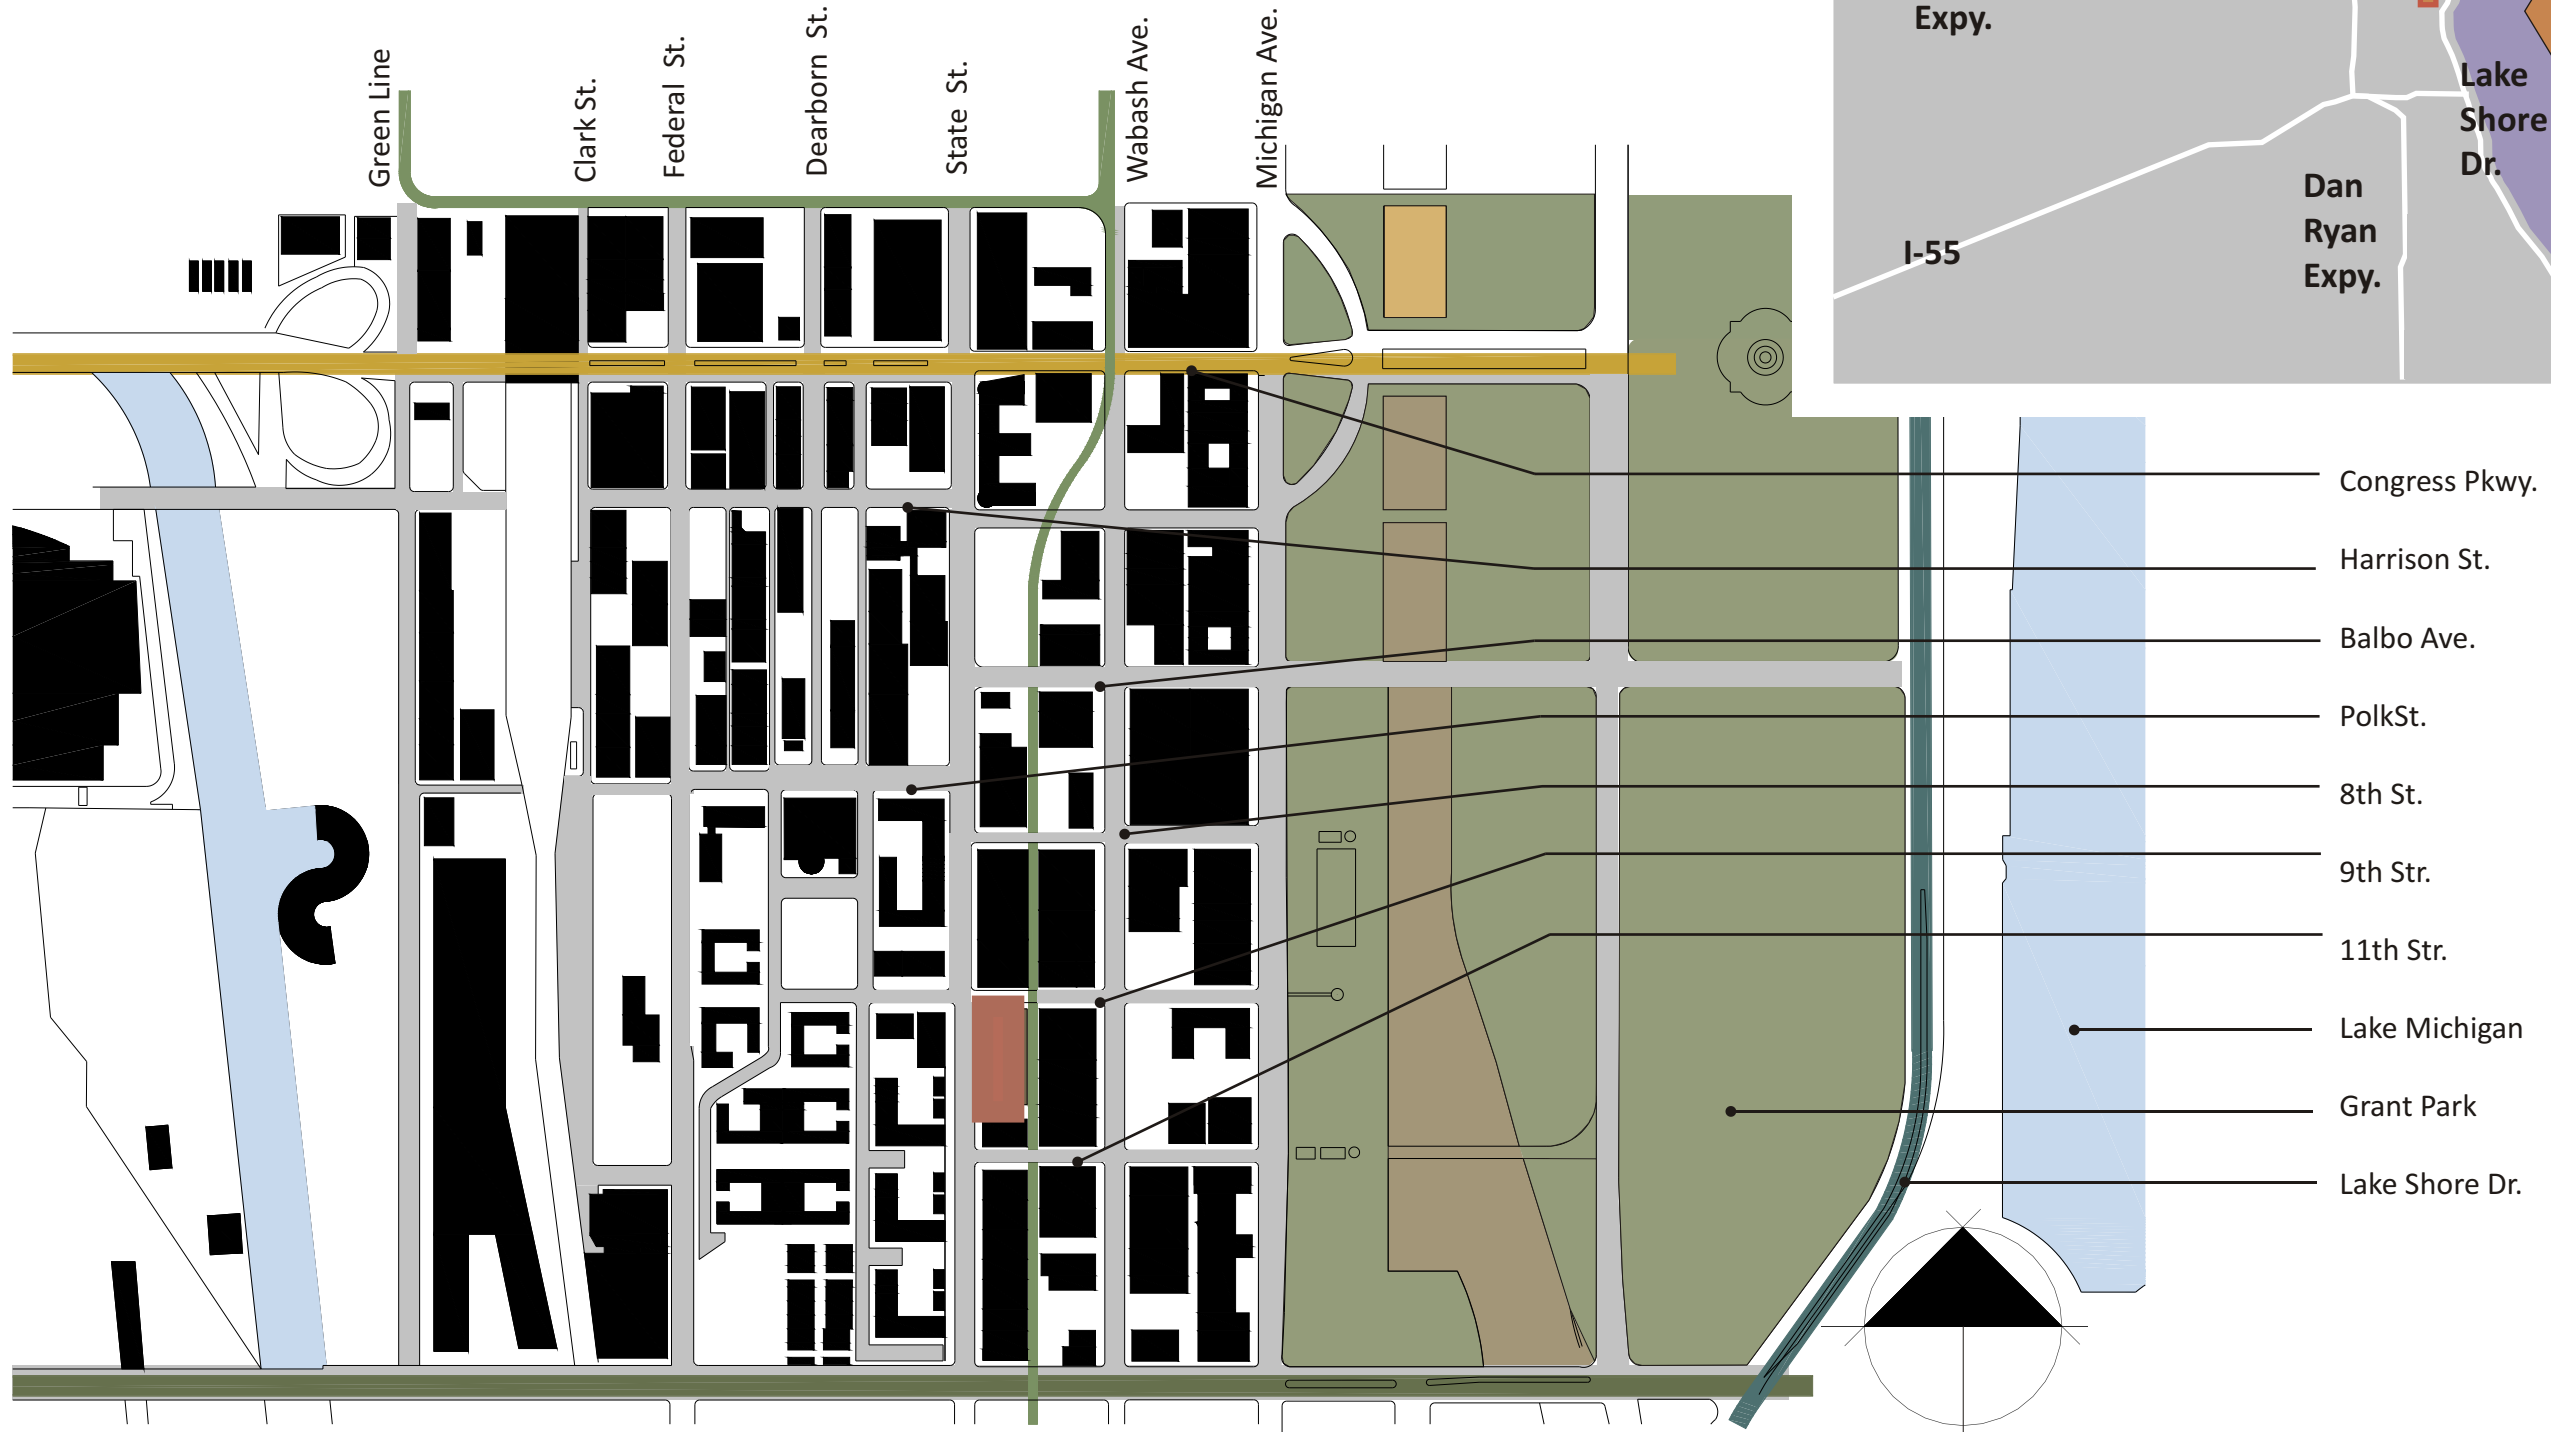 Green Line
Clark St.
Federal St.
Dearborn St.
State St.
Wabash Ave.
Michigan Ave.
Expy.
Lake
Shore
Dr.
Dan
Ryan
Expy.
I-55
Congress Pkwy.
Harrison St.
Balbo Ave.
PolkSt.
8th St.
9th Str.
11th Str.
Lake Michigan
Grant Park
Lake Shore Dr.